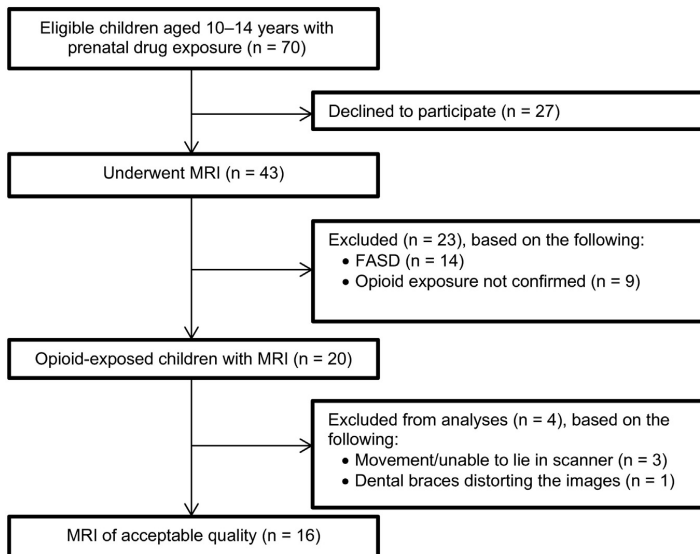 Eligible children aged 10–14 years with
prenatal drug exposure (n = 70)
Declined to participate (n = 27)
Underwent MRI (n = 43)
Excluded (n = 23), based on the following:
• FASD (n = 14)
• Opioid exposure not confirmed (n = 9)
Opioid-exposed children with MRI (n = 20)
Excluded from analyses (n = 4), based on the
following:
• Movement/unable to lie in scanner (n = 3)
• Dental braces distorting the images (n = 1)
MRI of acceptable quality (n = 16)